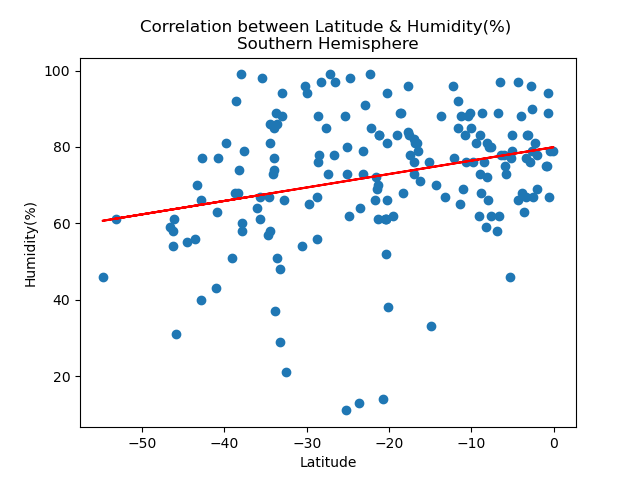 Correlation between Latitude & Humidity(%)
Southern Hemisphere
100
80
60
40
20
Humidity(%)
−50 −40 −30 −20 −10 0
Latitude